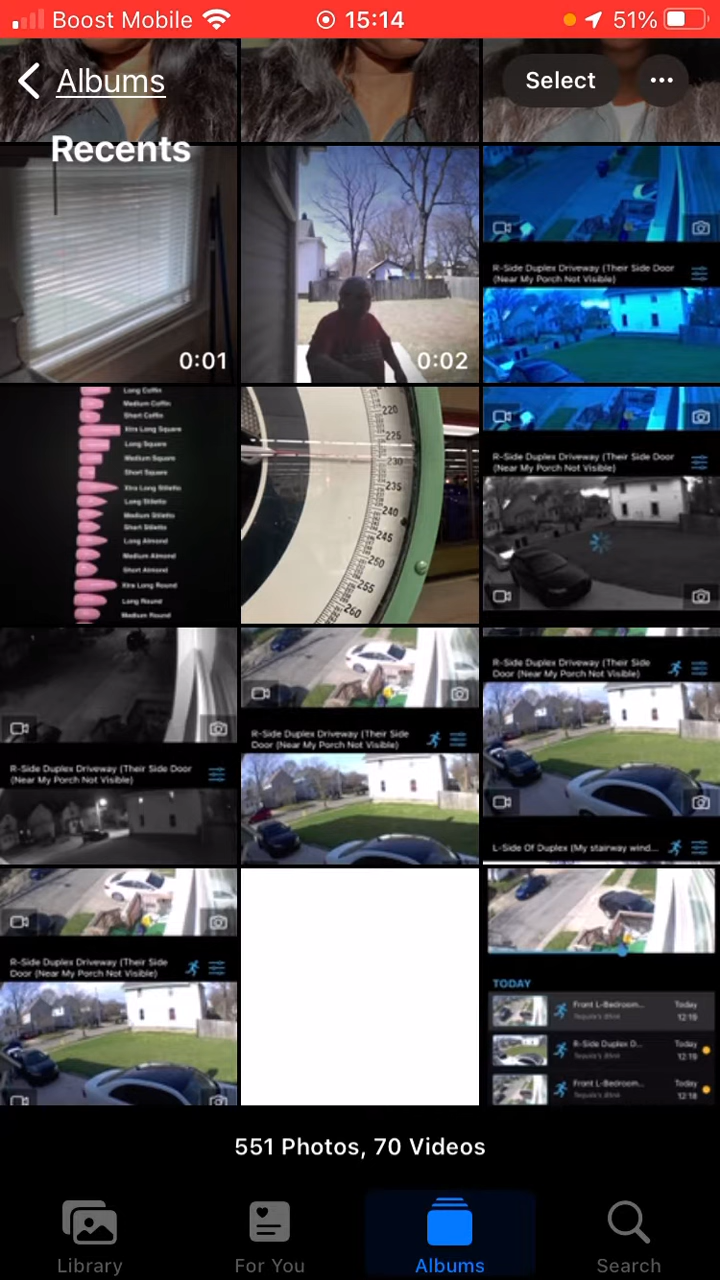 Boost Mobile 15:14 51%
Albums Select
Recents
0:01 0:02
R-Side Duplex Driveway (Their Side Door
(Near My Porch Not Visible)
Long Coffin
Medium Coffin
Short Coffin
Xtra Long Square
Long Square
Medium Square
Short Square
Xtra Long Stiletto
Long Stiletto
Medium Stiletto
Short Stiletto
Long Almond
Medium Almond
Short Almond
Xtra Long Round
Long Round
Medium Round
220
225
230
235
240
245
250
255
260
R-Side Duplex Driveway (Their Side Door
(Near My Porch Not Visible)
R-Side Duplex Driveway (Their Side Door
(Near My Porch Not Visible)
R-Side Duplex Driveway (Their Side
Door (Near My Porch Not Visible)
R-Side Duplex Driveway (Their Side
Door (Near My Porch Not Visible)
L-Side Of Duplex (My stairway wind...
R-Side Duplex Driveway (Their Side
Door (Near My Porch Not Visible)
TODAY
Front L-Bedroom... Today
12:19
R-Side Duplex D... Today
12:19
Front L-Bedroom... Today
12:18
551 Photos, 70 Videos
Library For You Albums Search